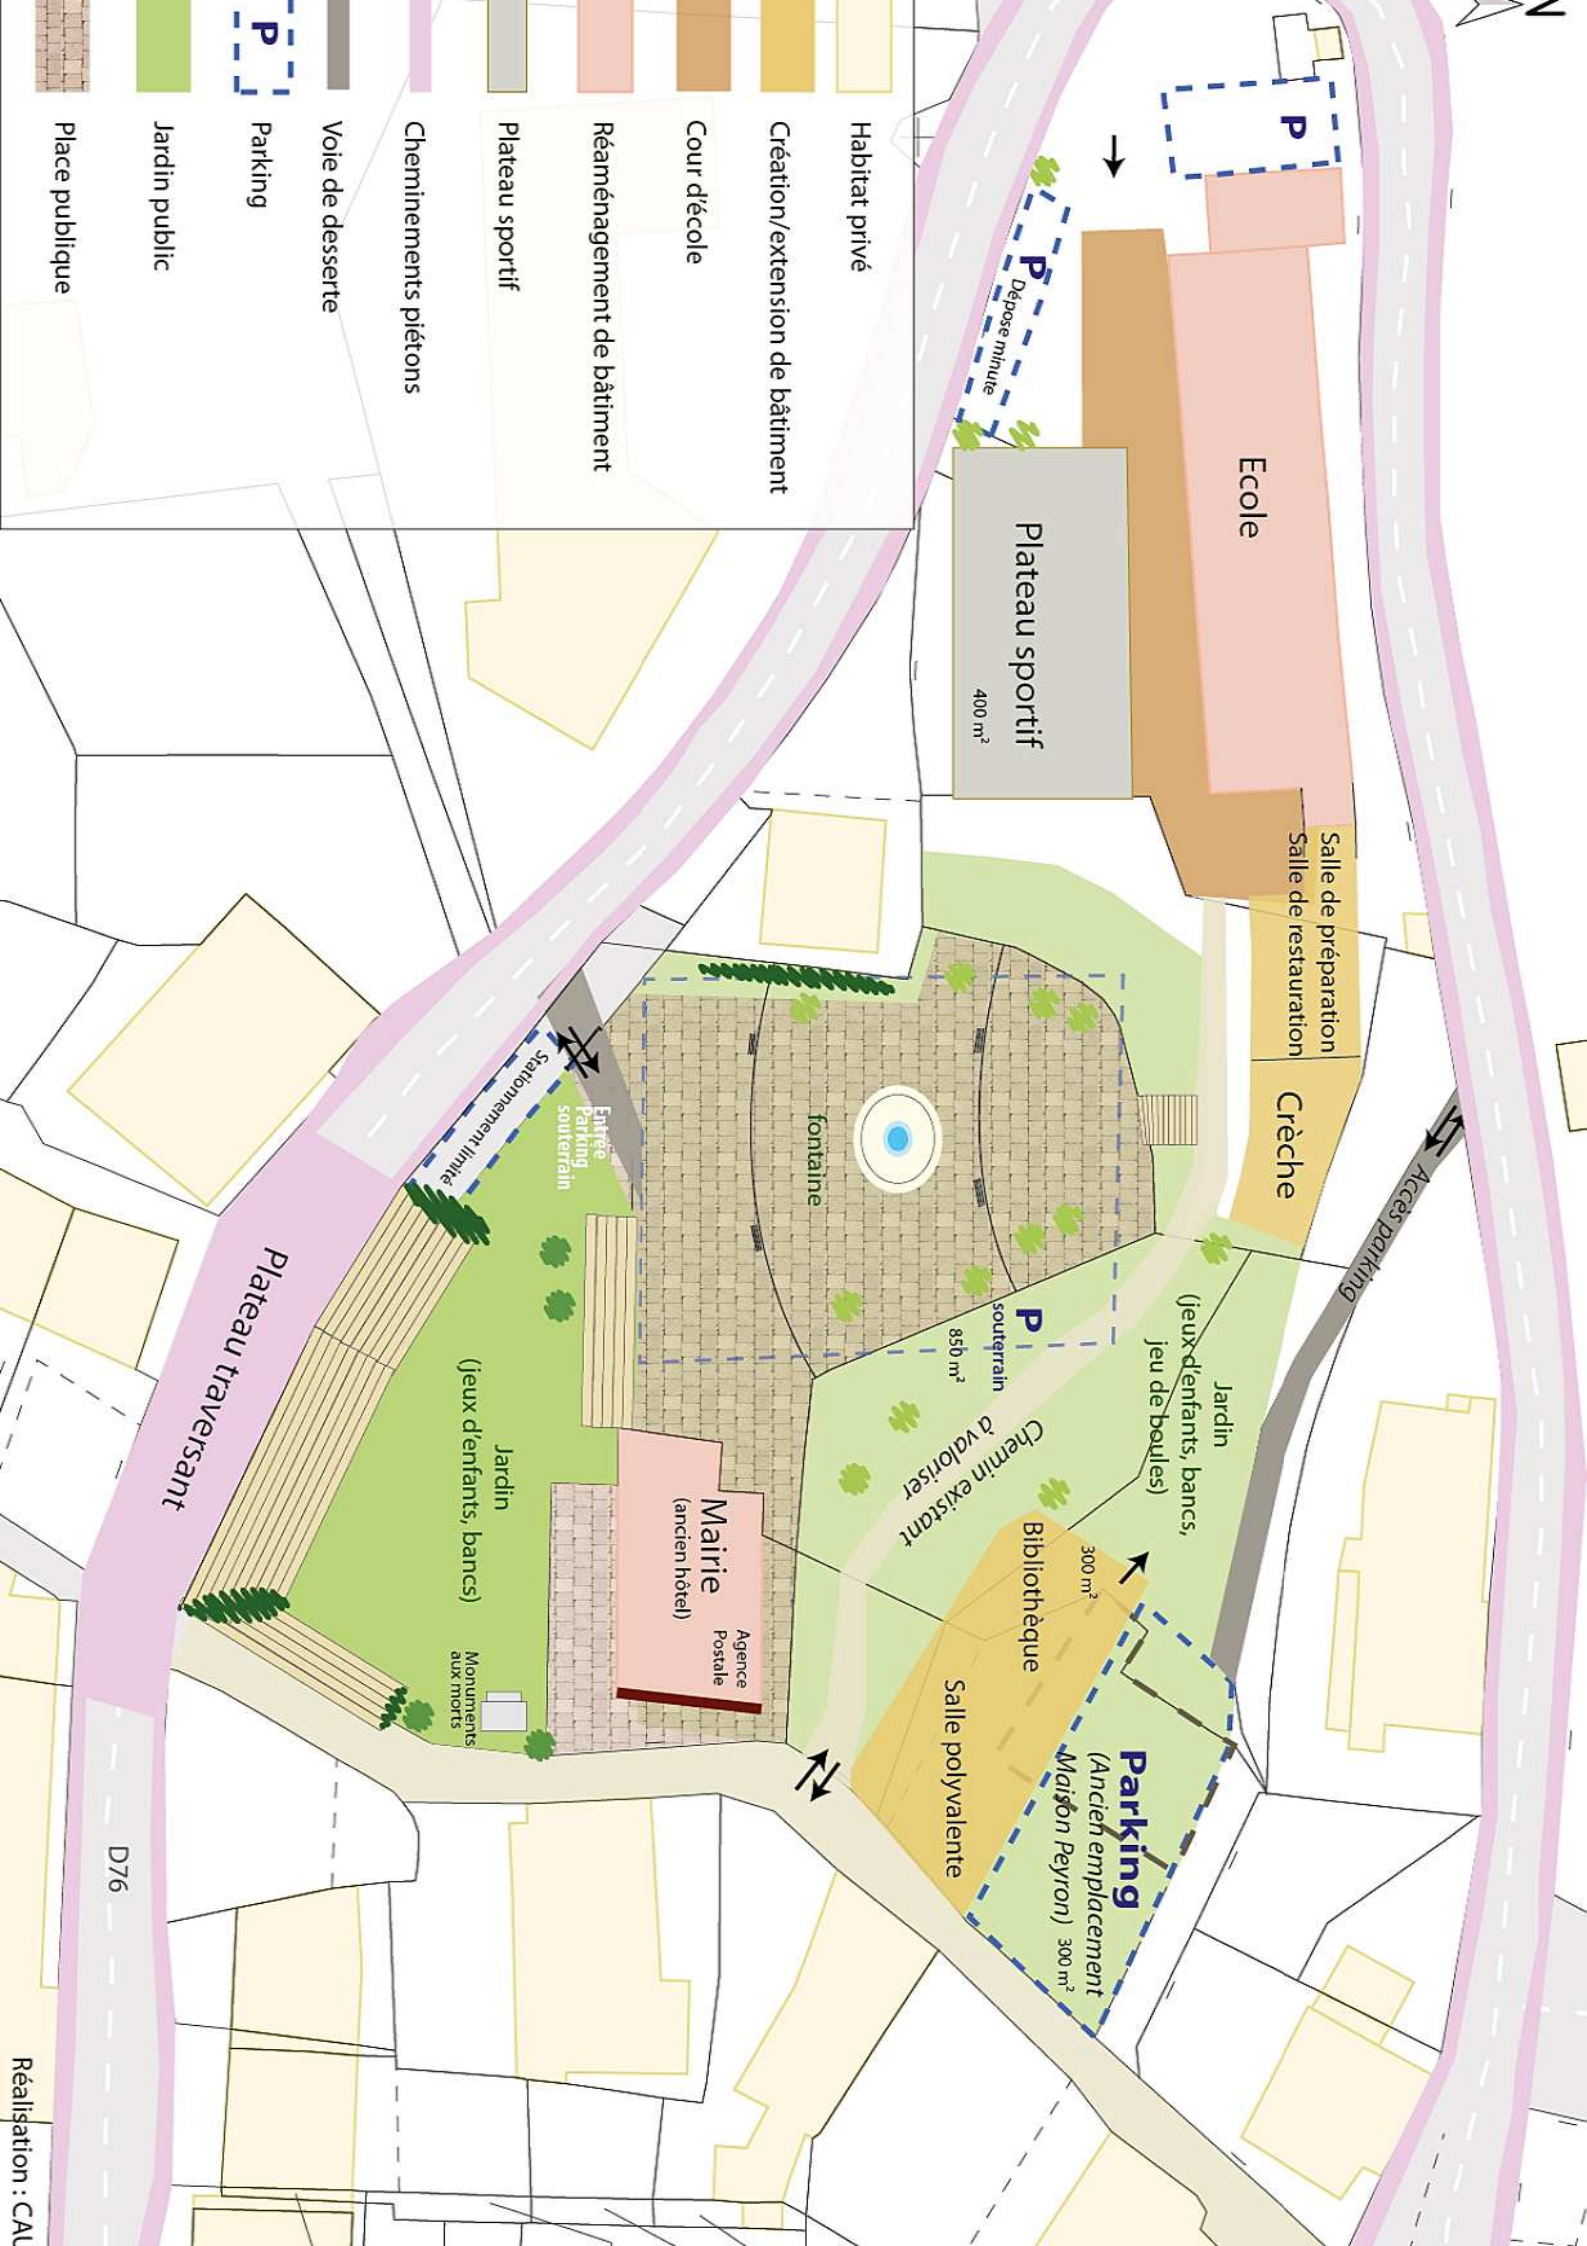 N
P
P
Dépose minute
Ecole
Plateau sportif
400 m²
Salle de préparation
Salle de restauration
Crèche
Accès parking
fontaine
P
souterrain
850 m²
Jardin
(jeux d'enfants, bancs,
jeu de boules)
Chemin existant
à valoriser
Entrée
Parking
souterrain
Stationnement limité
Plateau traversant
Jardin
(jeux d'enfants, bancs)
Mairie
(ancien hôtel)
Agence
Postale
Monuments
aux morts
Bibliothèque
300 m²
Salle polyvalente
Parking
(Ancien emplacement
Maison Peyron) 300 m²
D76
Habitat privé
Création/extension de bâtiment
Cour d'école
Réaménagement de bâtiment
Plateau sportif
Cheminements piétons
Voie de desserte
P
Parking
Jardin public
Place publique
Réalisation : CAU